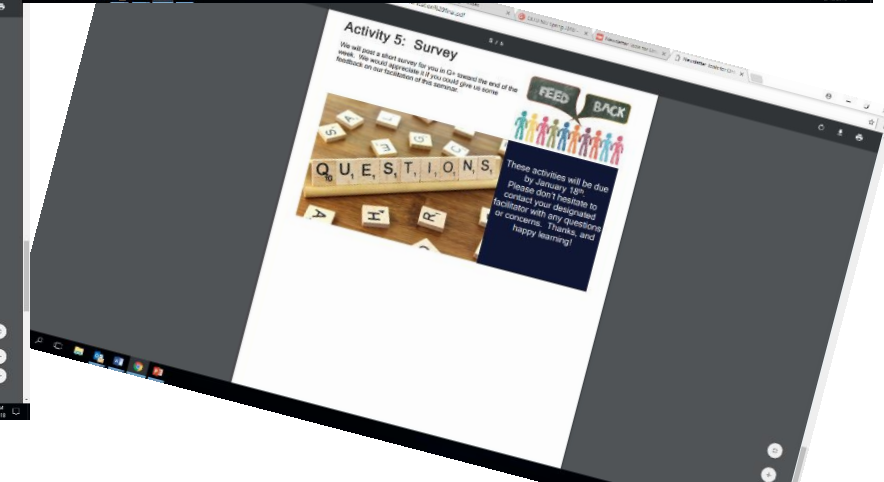 5 / 5
Activity 5: Survey
We will post a short survey for you in G+ toward the end of the
week. We would appreciate it if you could give us some
feedback on our facilitation of this seminar.
FEED BACK
QUESTIONS
These activities will be due
by January 18th.
Please don't hesitate to
contact your designated
facilitator with any questions
or concerns. Thanks, and
happy learning!